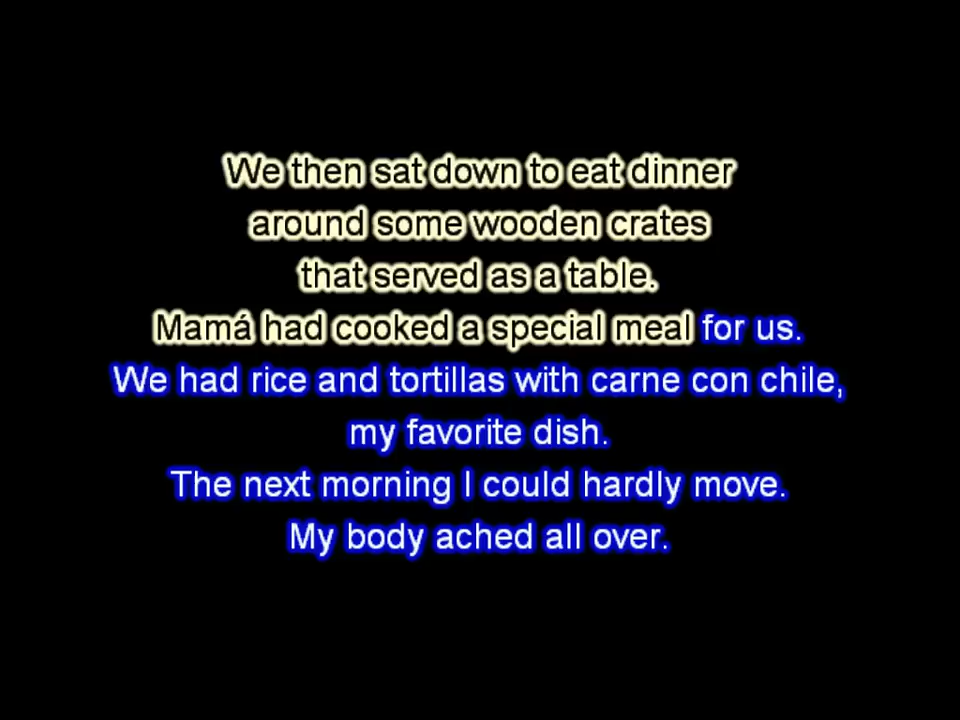 We then sat down to eat dinner
around some wooden crates
that served as a table.
Mamá had cooked a special meal for us.
We had rice and tortillas with carne con chile,
my favorite dish.
The next morning I could hardly move.
My body ached all over.